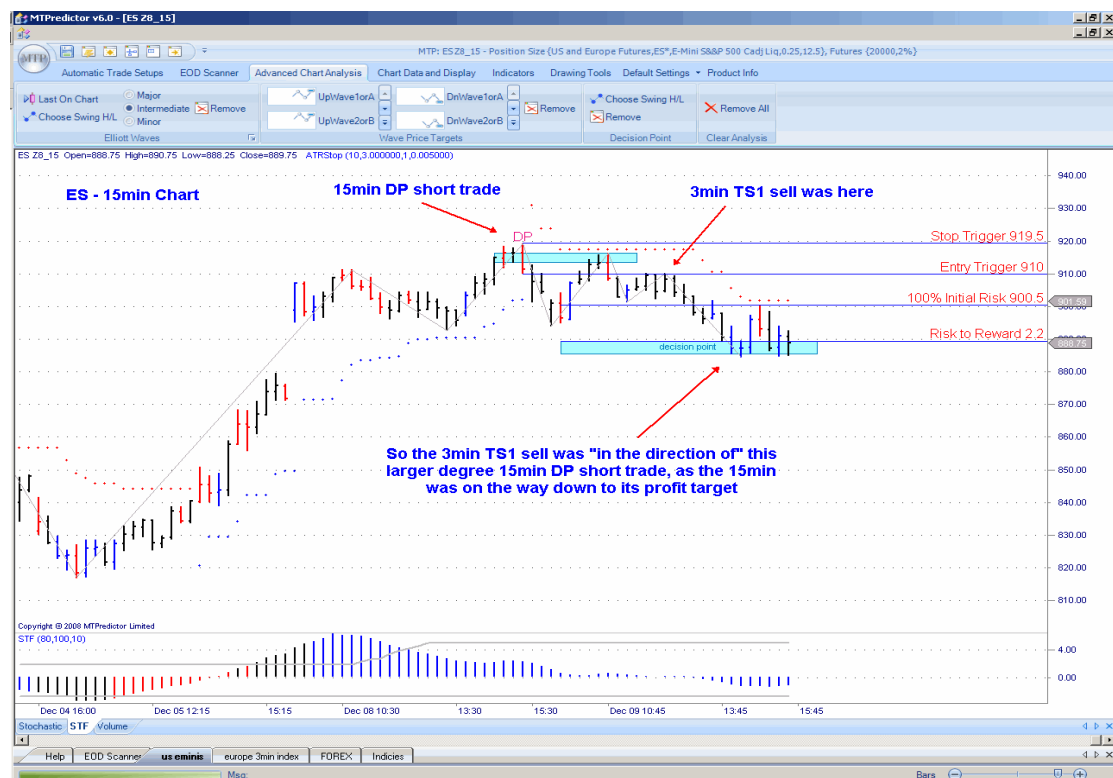 MTPredictor v6.0 - [ES Z8_15]
MTP: ES Z8_15 - Position Size {US and Europe Futures,ES*,E-Mini S&&P 500 Cadj Liq,0.25,12.5}, Futures {20000,2%}
MTP
Automatic Trade Setups EOD Scanner Advanced Chart Analysis Chart Data and Display Indicators Drawing Tools Default Settings Product Info
Last On Chart
Choose Swing H/L
Major
Intermediate
Minor
Remove
Elliott Waves
UpWave1orA
UpWave2orB
DnWave1orA
DnWave2orB
Remove
Wave Price Targets
Choose Swing H/L
Remove
Decision Point
Remove All
Clear Analysis
ES Z8_15 Open=888.75 High=890.75 Low=888.25 Close=889.75 ATRStop (10,3.000000,1,0.005000)
ES - 15min Chart
15min DP short trade
3min TS1 sell was here
DP
Stop Trigger 919.5
Entry Trigger 910
100% Initial Risk 900.5
Risk to Reward 2.2
decision point
So the 3min TS1 sell was "in the direction of" this
larger degree 15min DP short trade, as the 15min
was on the way down to its profit target
940.00
930.00
920.00
910.00
901.59
888.75
880.00
870.00
860.00
850.00
840.00
830.00
820.00
810.00
Copyright © 2008 MTPredictor Limited
STF (80,100,10)
4.00
0.00
Dec 04 16:00 Dec 05 12:15 15:15 Dec 08 10:30 13:30 15:30 Dec 09 10:45 13:45 15:45
Stochastic STF Volume
Help EOD Scanner us eminis europe 3min index FOREX Indicies
Msg:
Bars